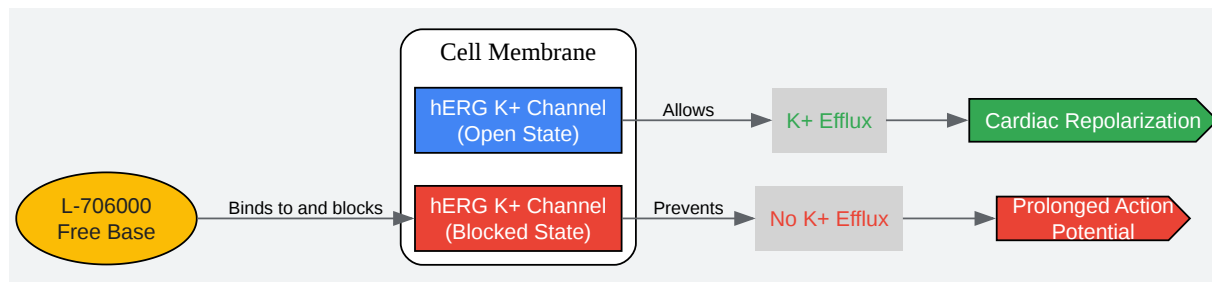 Cell Membrane
hERG K+ Channel
(Open State)
Allows
K+ Efflux
Cardiac Repolarization
L-706000
Free Base
Binds to and blocks
hERG K+ Channel
(Blocked State)
Prevents
No K+ Efflux
Prolonged Action
Potential